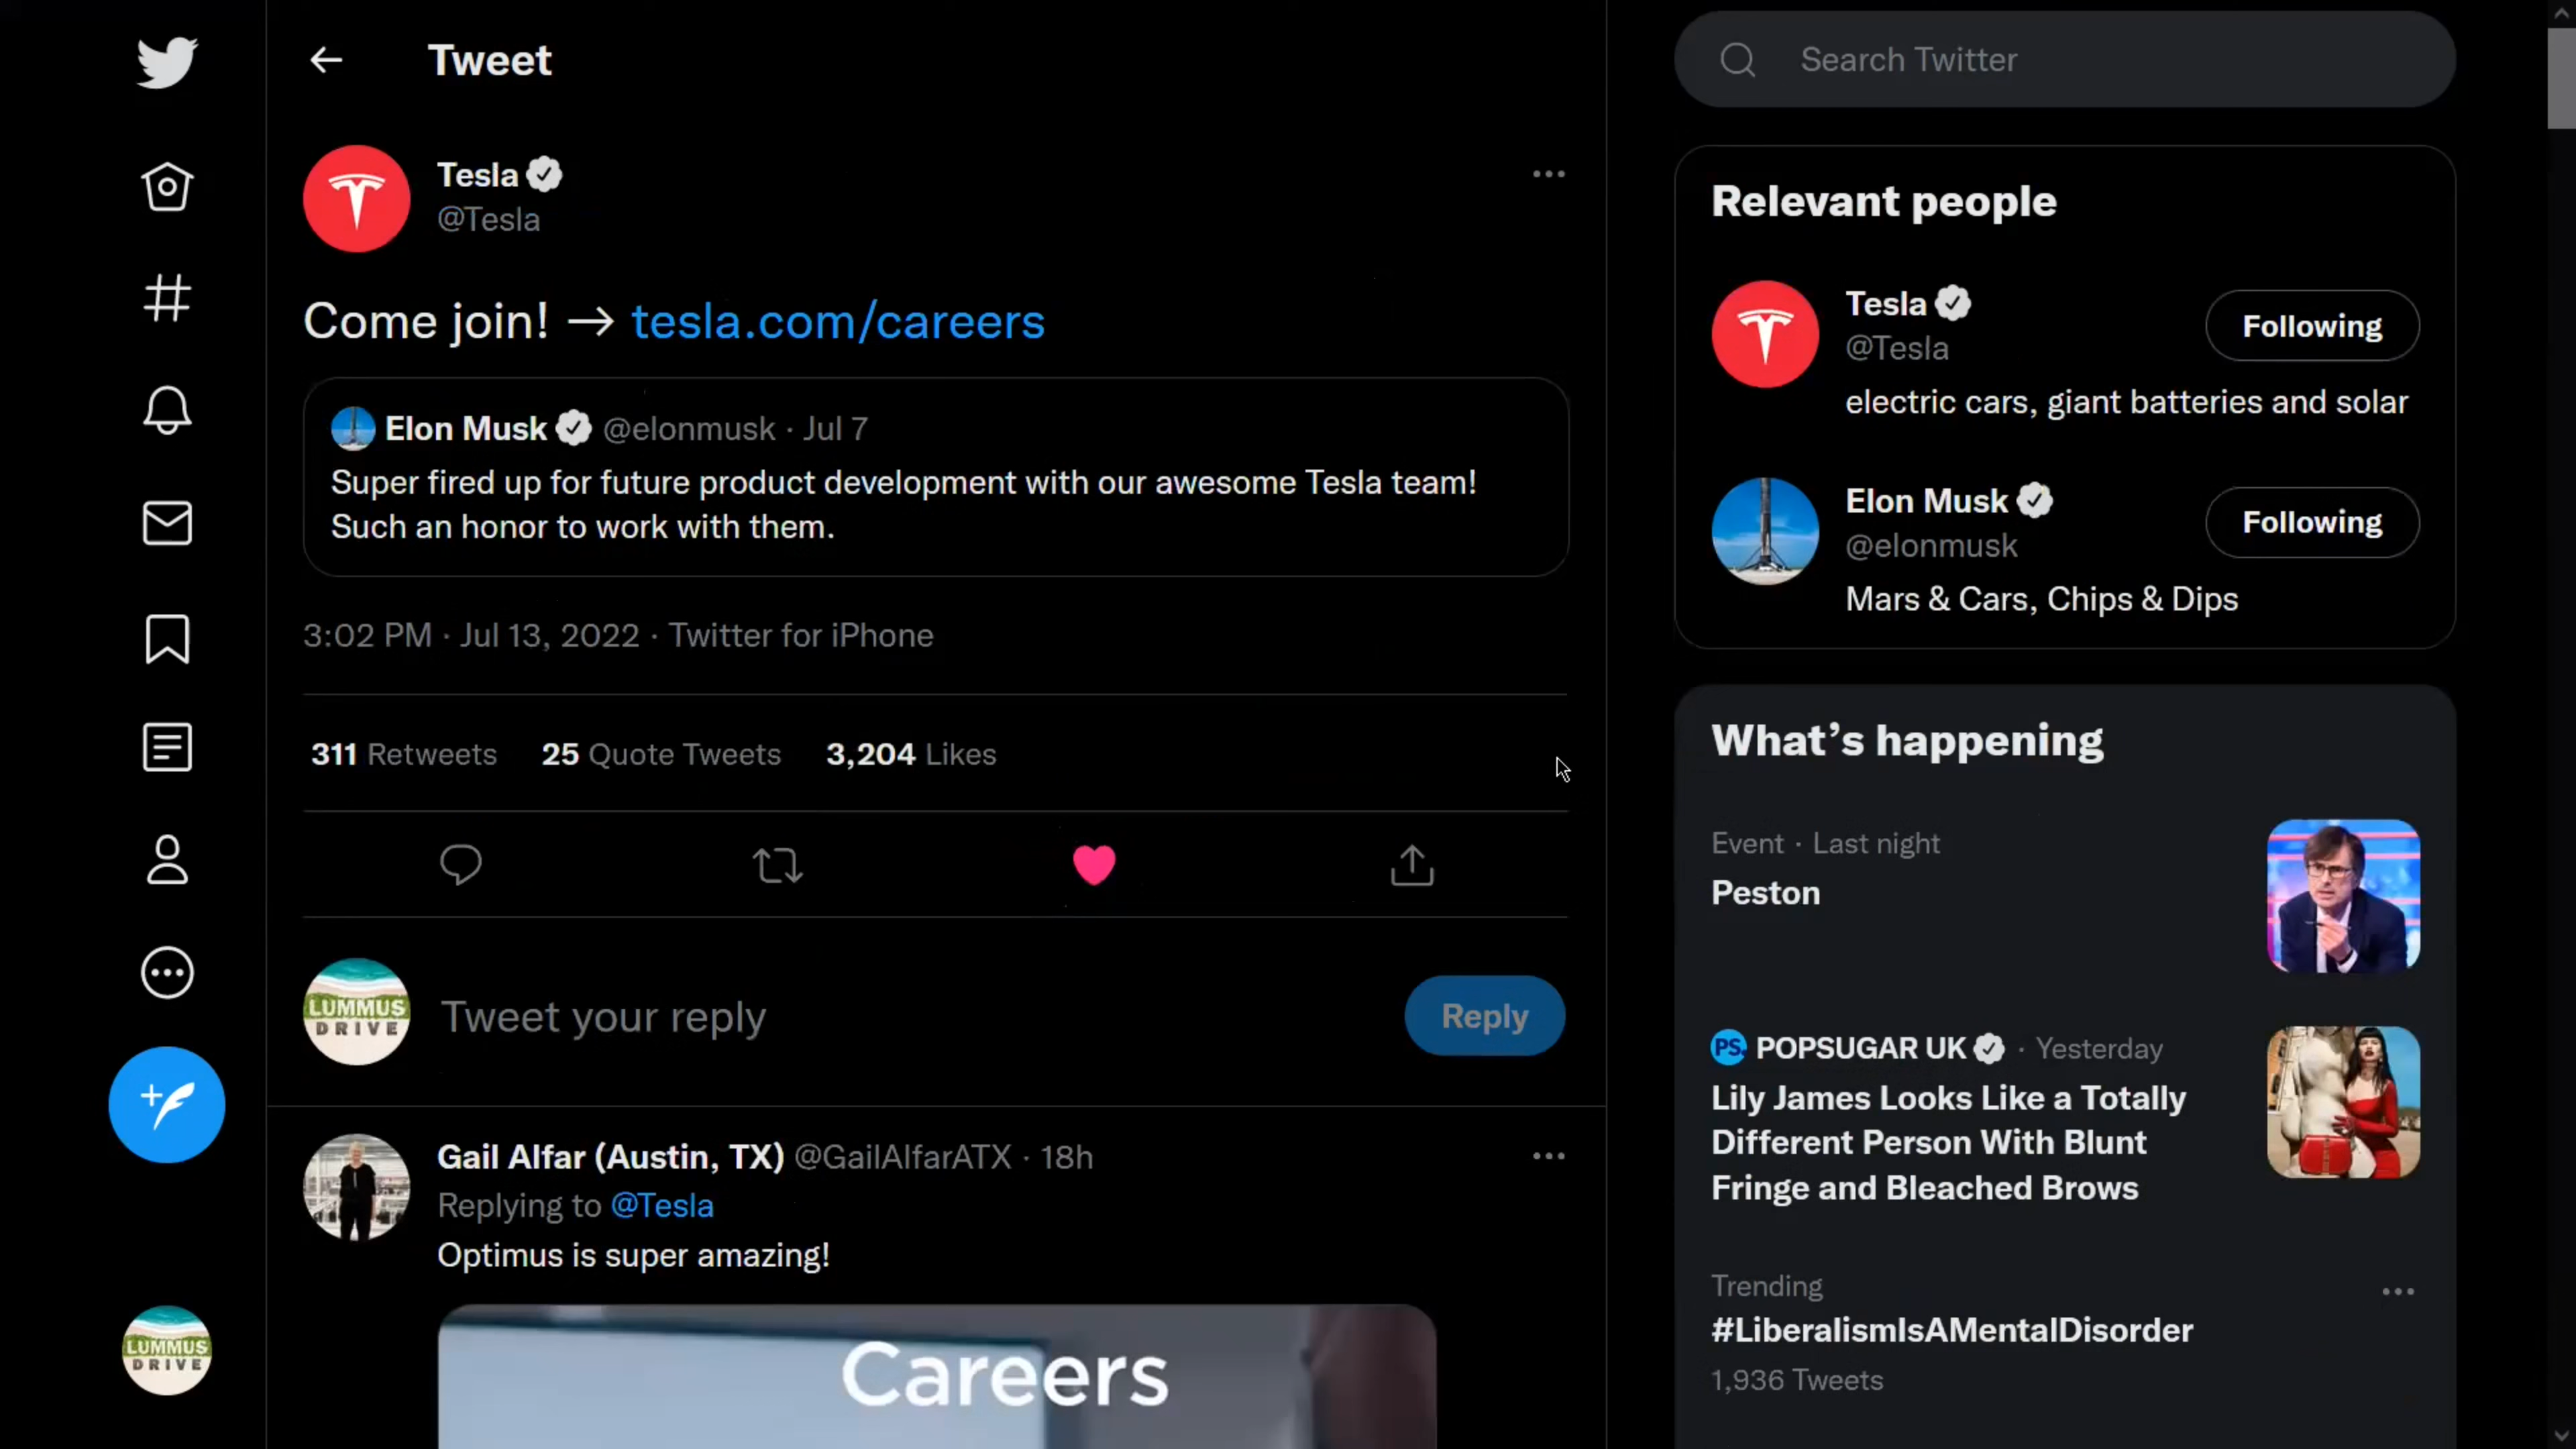 Tweet
Tesla
@Tesla
Come join! → tesla.com/careers
Elon Musk @elonmusk · Jul 7
Super fired up for future product development with our awesome Tesla team!
Such an honor to work with them.
3:02 PM · Jul 13, 2022 · Twitter for iPhone
311 Retweets 25 Quote Tweets 3,204 Likes
LUMMUS
DRIVE
Tweet your reply
Reply
Gail Alfar (Austin, TX) @GailAlfarATX · 18h
Replying to @Tesla
Optimus is super amazing!
Careers
LUMMUS
DRIVE
Search Twitter
Relevant people
Tesla
@Tesla
Following
electric cars, giant batteries and solar
Elon Musk
@elonmusk
Following
Mars & Cars, Chips & Dips
What's happening
Event · Last night
Peston
PS POPSUGAR UK · Yesterday
Lily James Looks Like a Totally
Different Person With Blunt
Fringe and Bleached Brows
Trending
#LiberalismIsAMentalDisorder
1,936 Tweets